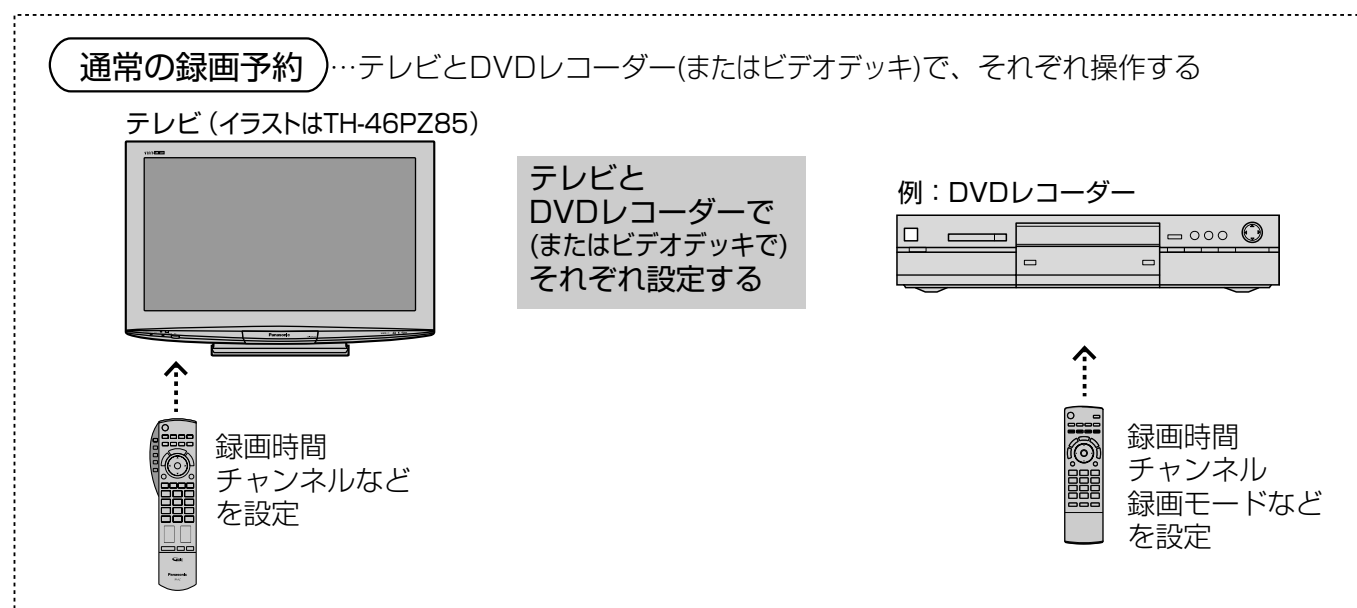 通常の録画予約…テレビとDVDレコーダー(またはビデオデッキ)で、それぞれ操作する
テレビ(イラストはTH-46PZ85)
テレビと
DVDレコーダーで
(またはビデオデッキで)
それぞれ設定する
例:DVDレコーダー
Panasonic
録画時間
チャンネルなど
を設定
Panasonic
録画時間
チャンネル
録画モードなど
を設定